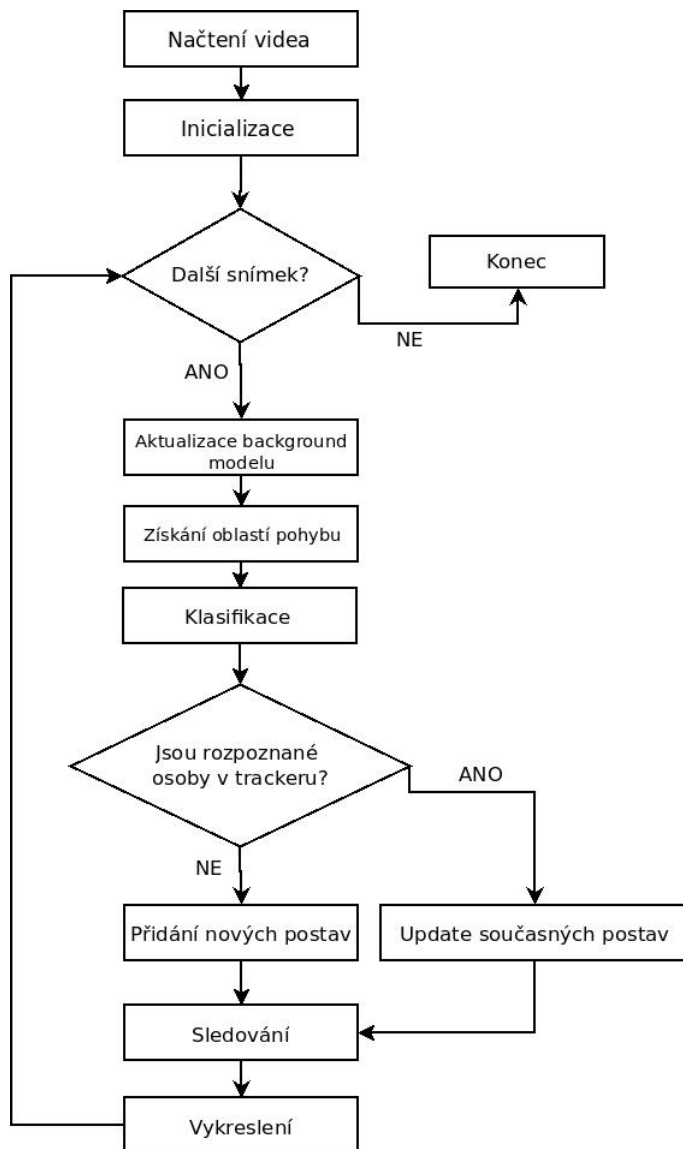 Načtení videa
Inicializace
Další snímek?
Konec
NE
ANO
Aktualizace background
modelu
Získání oblastí pohybu
Klasifikace
Jsou rozpoznané
osoby v trackeru?
ANO
NE
Přidání nových postav
Update současných postav
Sledování
Vykreslení